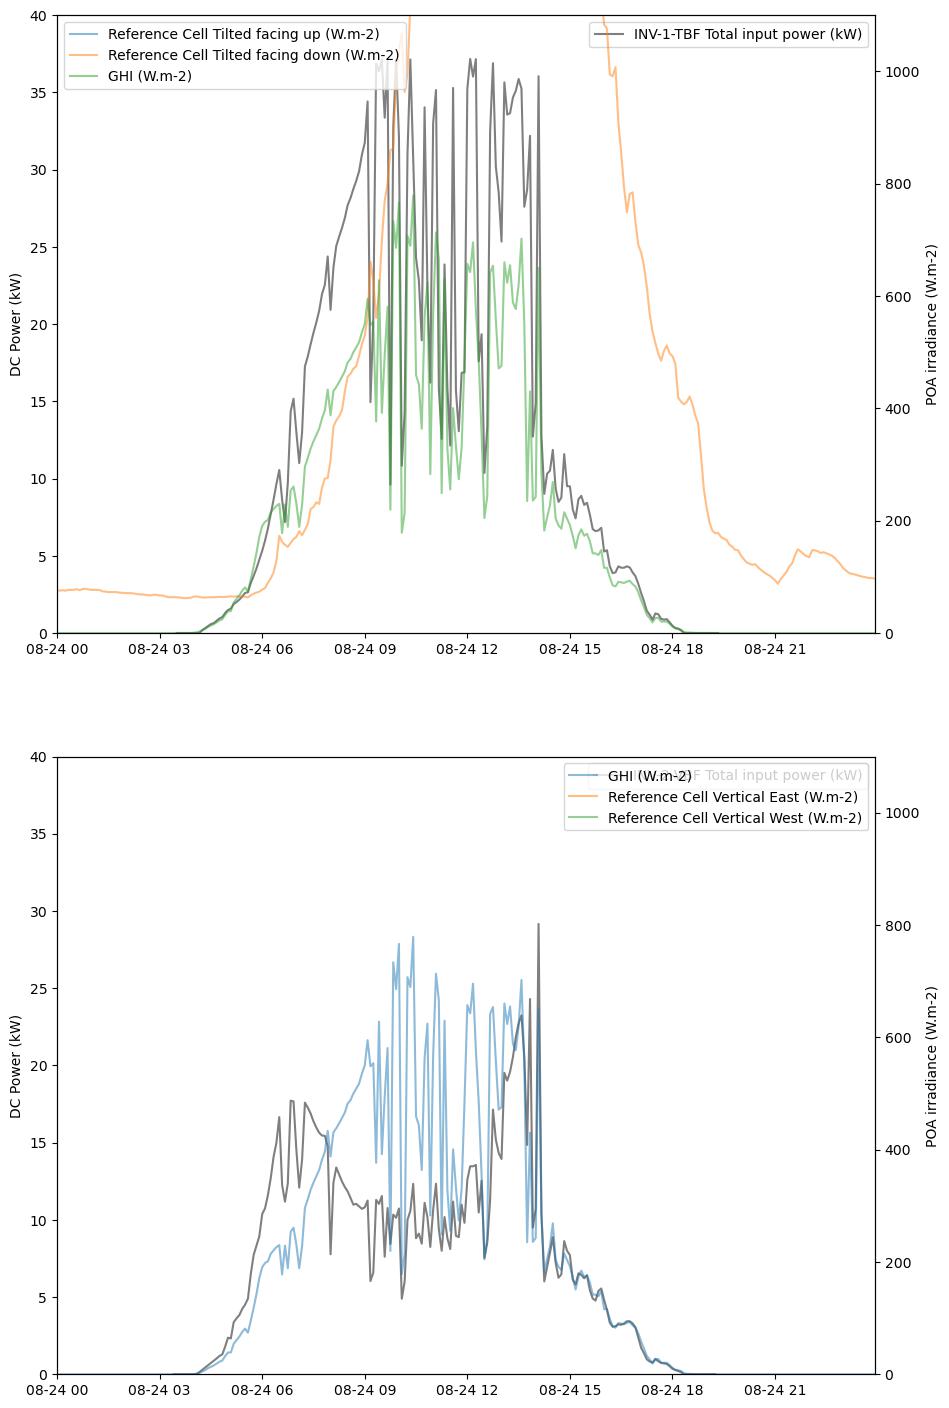 40
35
30
25
20
15
10
5
0
DC Power (kW)
Reference Cell Tilted facing up (W.m-2)
Reference Cell Tilted facing down (W.m-2)
GHI (W.m-2)
INV-1-TBF Total input power (kW)
1000
800
600
400
200
0
POA irradiance (W.m-2)
08-24 00 08-24 03 08-24 06 08-24 09 08-24 12 08-24 15 08-24 18 08-24 21
40
35
30
25
20
15
10
5
0
DC Power (kW)
GHI (W.m-2)
Total input power (kW)
Reference Cell Vertical East (W.m-2)
Reference Cell Vertical West (W.m-2)
1000
800
600
400
200
0
POA irradiance (W.m-2)
08-24 00 08-24 03 08-24 06 08-24 09 08-24 12 08-24 15 08-24 18 08-24 21